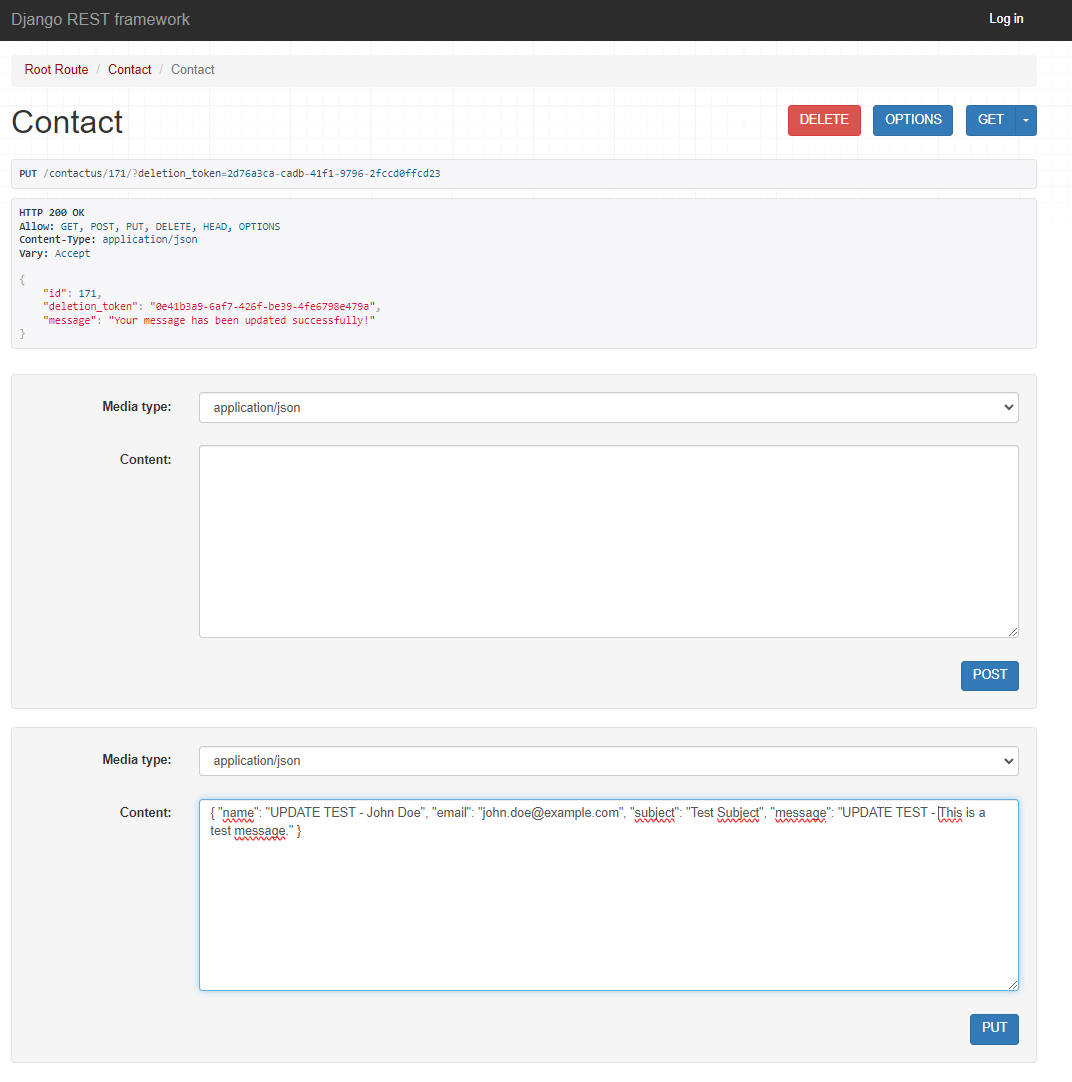 Django REST framework
Log in
Root Route / Contact / Contact
Contact
DELETE
OPTIONS
GET
PUT /contactus/171/?deletion_token=2d76a3ca-cadb-41f1-9796-2fccd0ffcd23
HTTP 200 OK
Allow: GET, POST, PUT, DELETE, HEAD, OPTIONS
Content-Type: application/json
Vary: Accept
{
"id": 171,
"deletion_token": "0e41b3a9-6af7-426f-be39-4fe6798e479a",
"message": "Your message has been updated successfully!"
}
Media type:
application/json
Content:
POST
Media type:
application/json
Content:
{ "name": "UPDATE TEST - John Doe", "email": "john.doe@example.com", "subject": "Test Subject", "message": "UPDATE TEST - This is a
test message." }
PUT